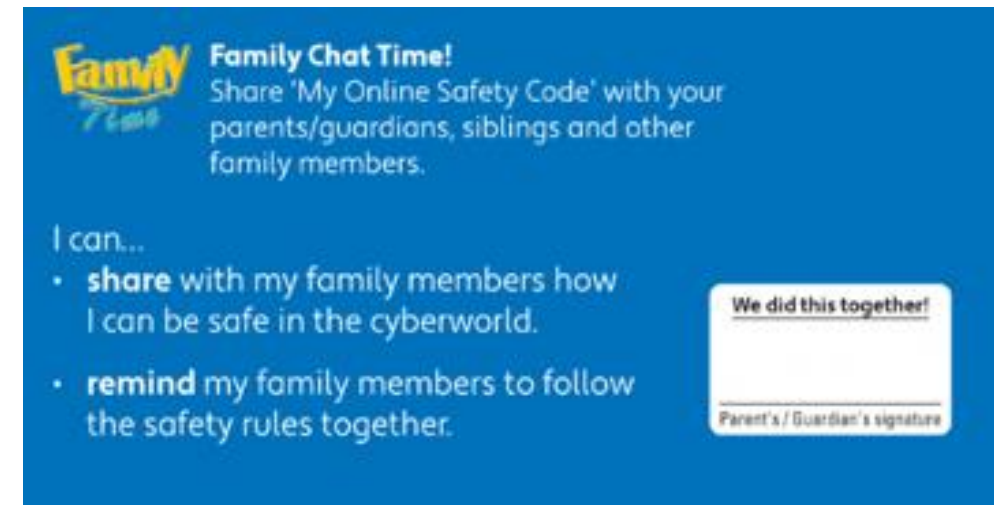 Family
Time
Family Chat Time!
Share 'My Online Safety Code' with your
parents/guardians, siblings and other
family members.
I can...
• share with my family members how
I can be safe in the cyberworld.
• remind my family members to follow
the safety rules together.
We did this together!
Parent's / Guardian's signature